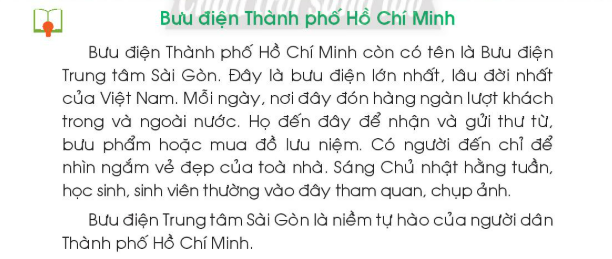 Bưu điện Thành phố Hồ Chí Minh
Bưu điện Thành phố Hồ Chí Minh còn có tên là Bưu điện
Trung tâm Sài Gòn. Đây là bưu điện lớn nhất, lâu đời nhất
của Việt Nam. Mỗi ngày, nơi đây đón hàng ngàn lượt khách
trong và ngoài nước. Họ đến đây để nhận và gửi thư từ,
bưu phẩm hoặc mua đồ lưu niệm. Có người đến chỉ để
nhìn ngắm vẻ đẹp của toà nhà. Sáng Chủ nhật hằng tuần,
học sinh, sinh viên thường vào đây tham quan, chụp ảnh.
Bưu điện Trung tâm Sài Gòn là niềm tự hào của người dân
Thành phố Hồ Chí Minh.